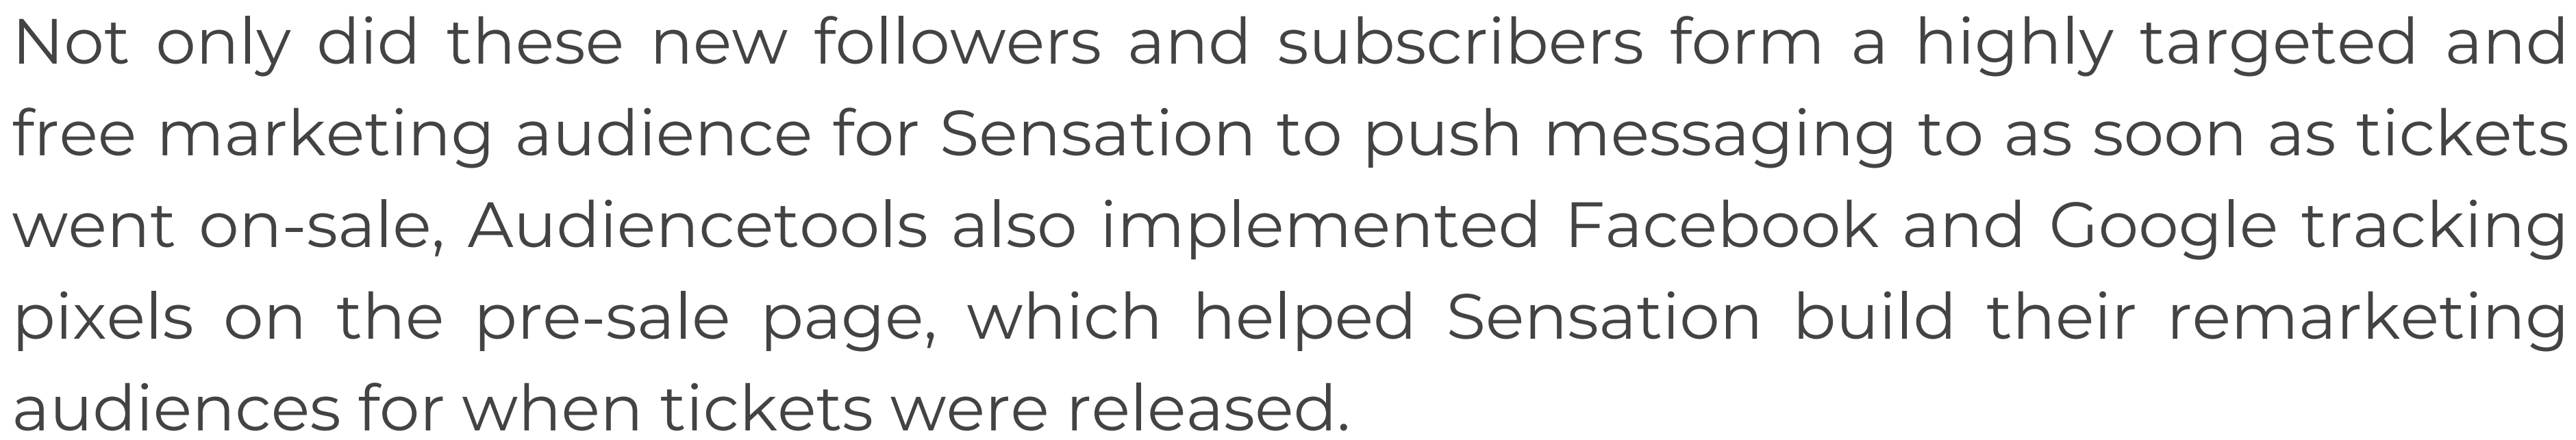 Not only did these new followers and subscribers form a highly targeted and
free marketing audience for Sensation to push messaging to as soon as tickets
went on-sale, Audiencetools also implemented Facebook and Google tracking
pixels on the pre-sale page, which helped Sensation build their remarketing
audiences for when tickets were released.